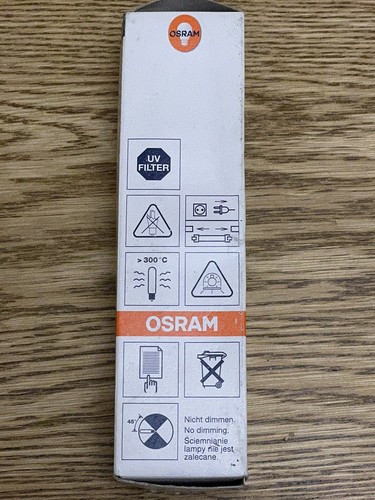 OSRAM
UV
FILTER
> 300°C
OSRAM
45°
Nicht dimmen.
No dimming.
Ściemnianie
lampy nie jest
zalecane.